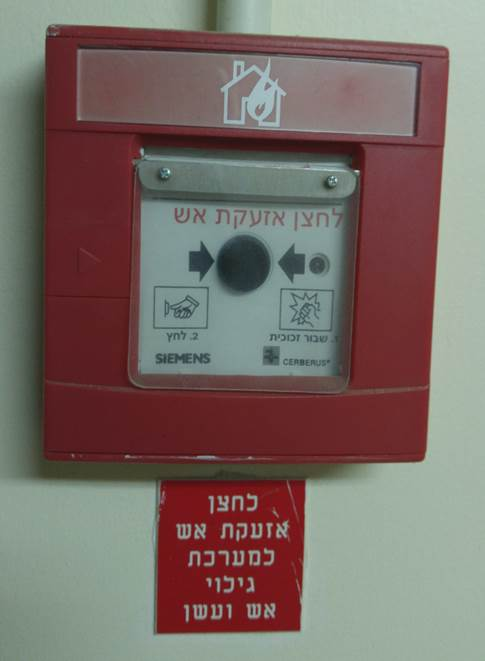 לחצן אזעקת אש
1. שבור זכוכית
2. לחץ
SIEMENS
CERBERUS®
לחצן
אזעקת אש
למערכת
גילוי
אש ועשן